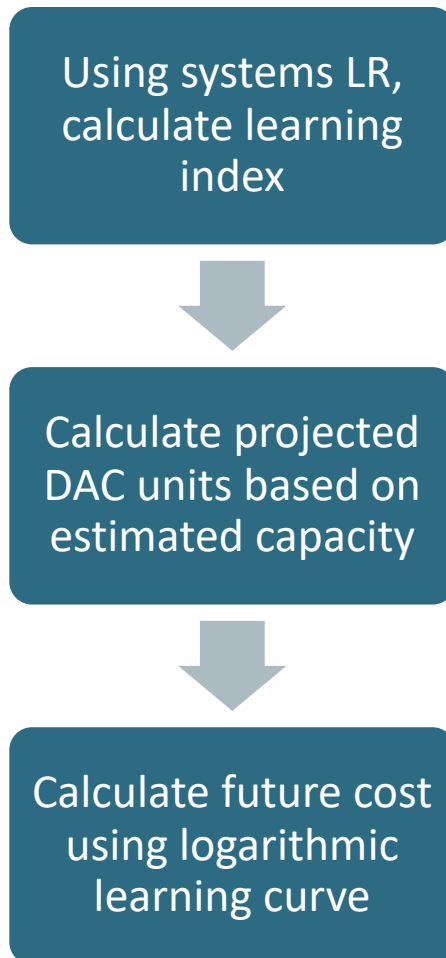 Using systems LR,
calculate learning
index
Calculate projected
DAC units based on
estimated capacity
Calculate future cost
using logarithmic
learning curve